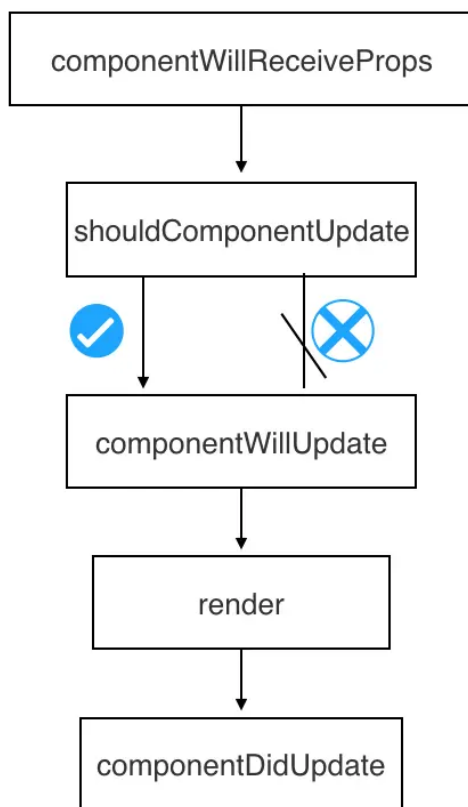 componentWillReceiveProps
shouldComponentUpdate
componentWillUpdate
render
componentDidUpdate